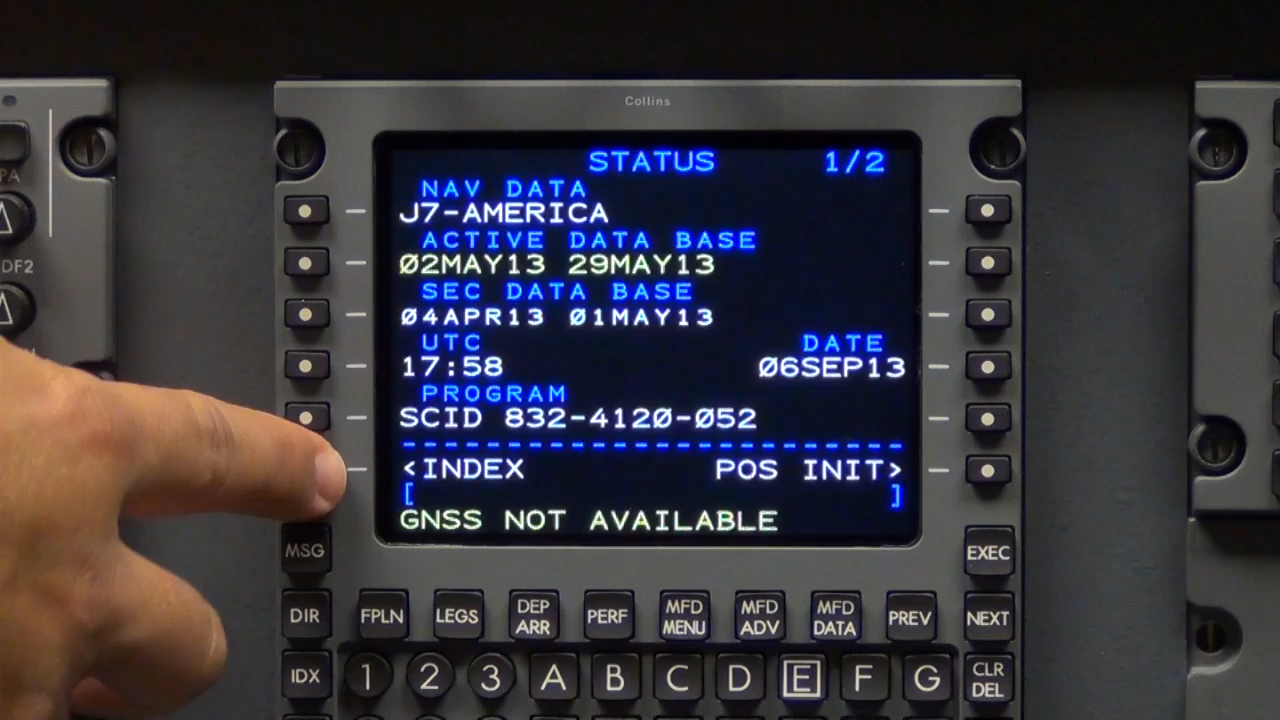 Collins
STATUS 1/2
NAV DATA
J7-AMERICA
ACTIVE DATA BASE
Ø2MAY13 29MAY13
SEC DATA BASE
Ø4APR13 Ø1MAY13
UTC DATE
17:58 Ø6SEP13
PROGRAM
SCID 832-412Ø-Ø52
--------------------------
<INDEX POS INIT>
[ ]
GNSS NOT AVAILABLE
MSG EXEC
DIR FPLN LEGS DEP ARR PERF MFD MENU MFD ADV MFD DATA PREV NEXT
IDX 1 2 3 A B C D E F G CLR DEL
PA
DF2